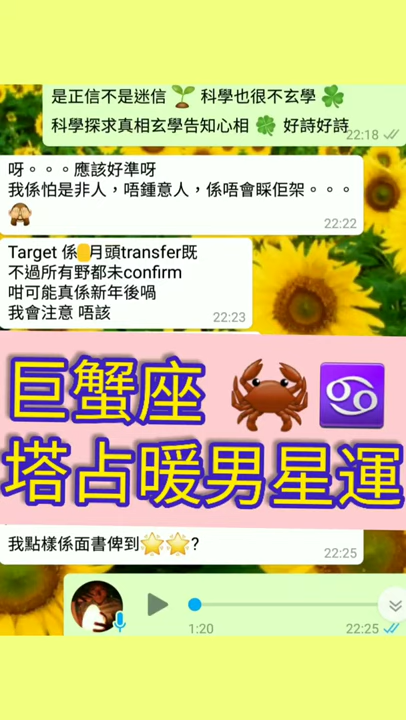 是正信不是迷信🌱 科學也很不玄學🍀
科學探求真相玄學告知心相🍀 好詩好詩
22:18
呀。。。應該好準呀
我係怕是非人，唔鍾意人，係唔會睬佢架。。。
🙈
22:22
Target 係月頭transfer既
不過所有野都未confirm
咁可能真係新年後喎
我會注意 唔該
22:23
巨蟹座 🦀 ♋
塔占暖男星運
我點樣係面書俾到🌟🌟?
22:25
1:20
22:25